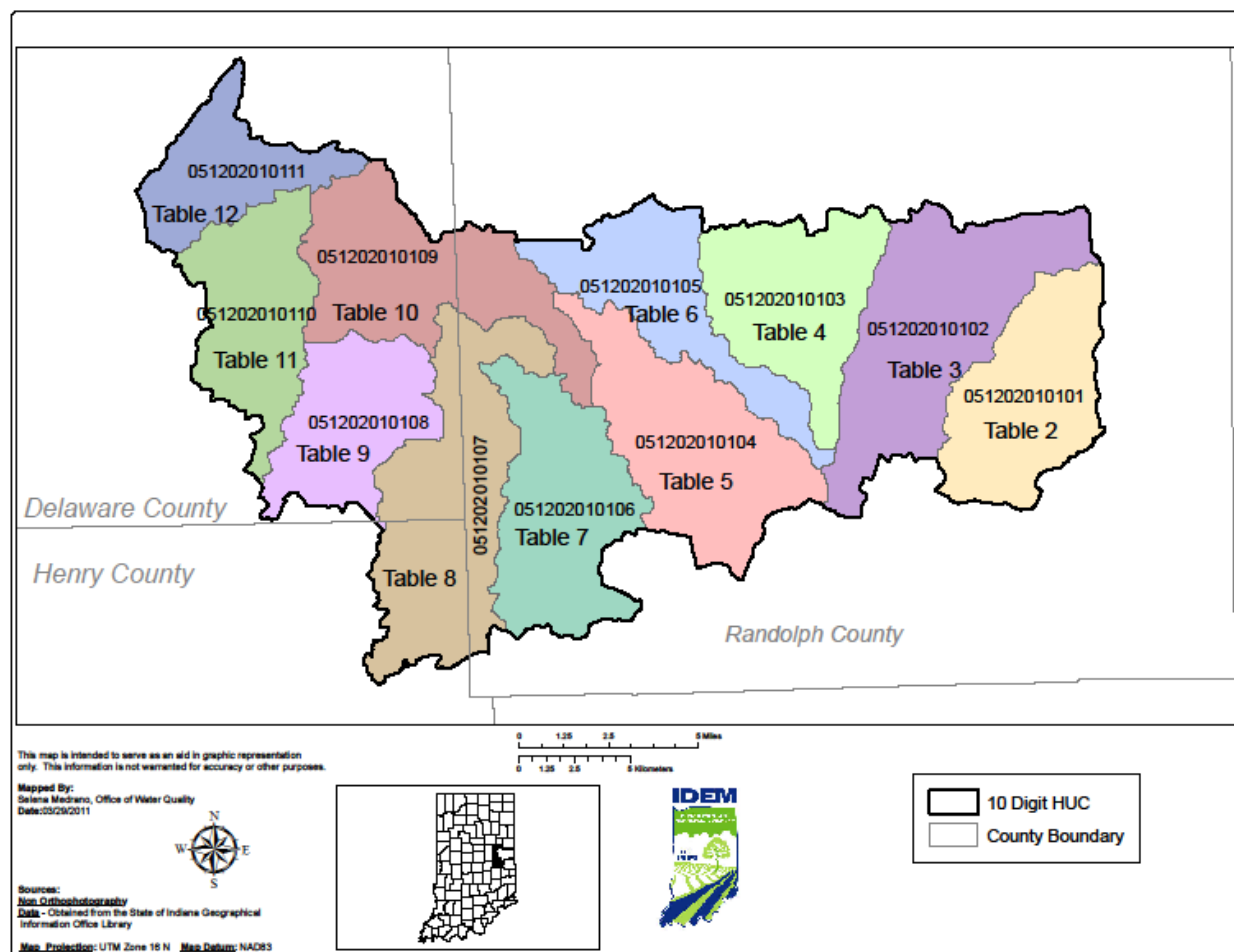 051202010111
Table 12
051202010109
Table 10
051202010110
Table 11
051202010105
Table 6
051202010103
Table 4
051202010102
Table 3
051202010101
Table 2
051202010108
Table 9
051202010104
Table 5
051202010107
Table 8
051202010106
Table 7
Delaware County
Henry County
Randolph County
0 1.25 2.5 5 Miles
0 1.25 2.5 5 Kilometers
This map is intended to serve as an aid in graphic representation
only. This information is not warranted for accuracy or other purposes.
Mapped By:
Selena Medrano, Office of Water Quality
Date:03/29/2011
N
W E
S
Sources:
Non Orthophotography
Data - Obtained from the State of Indiana Geographical
Information Office Library
Map Projection: UTM Zone 16 N Map Datum: NAD83
IDEM
10 Digit HUC
County Boundary